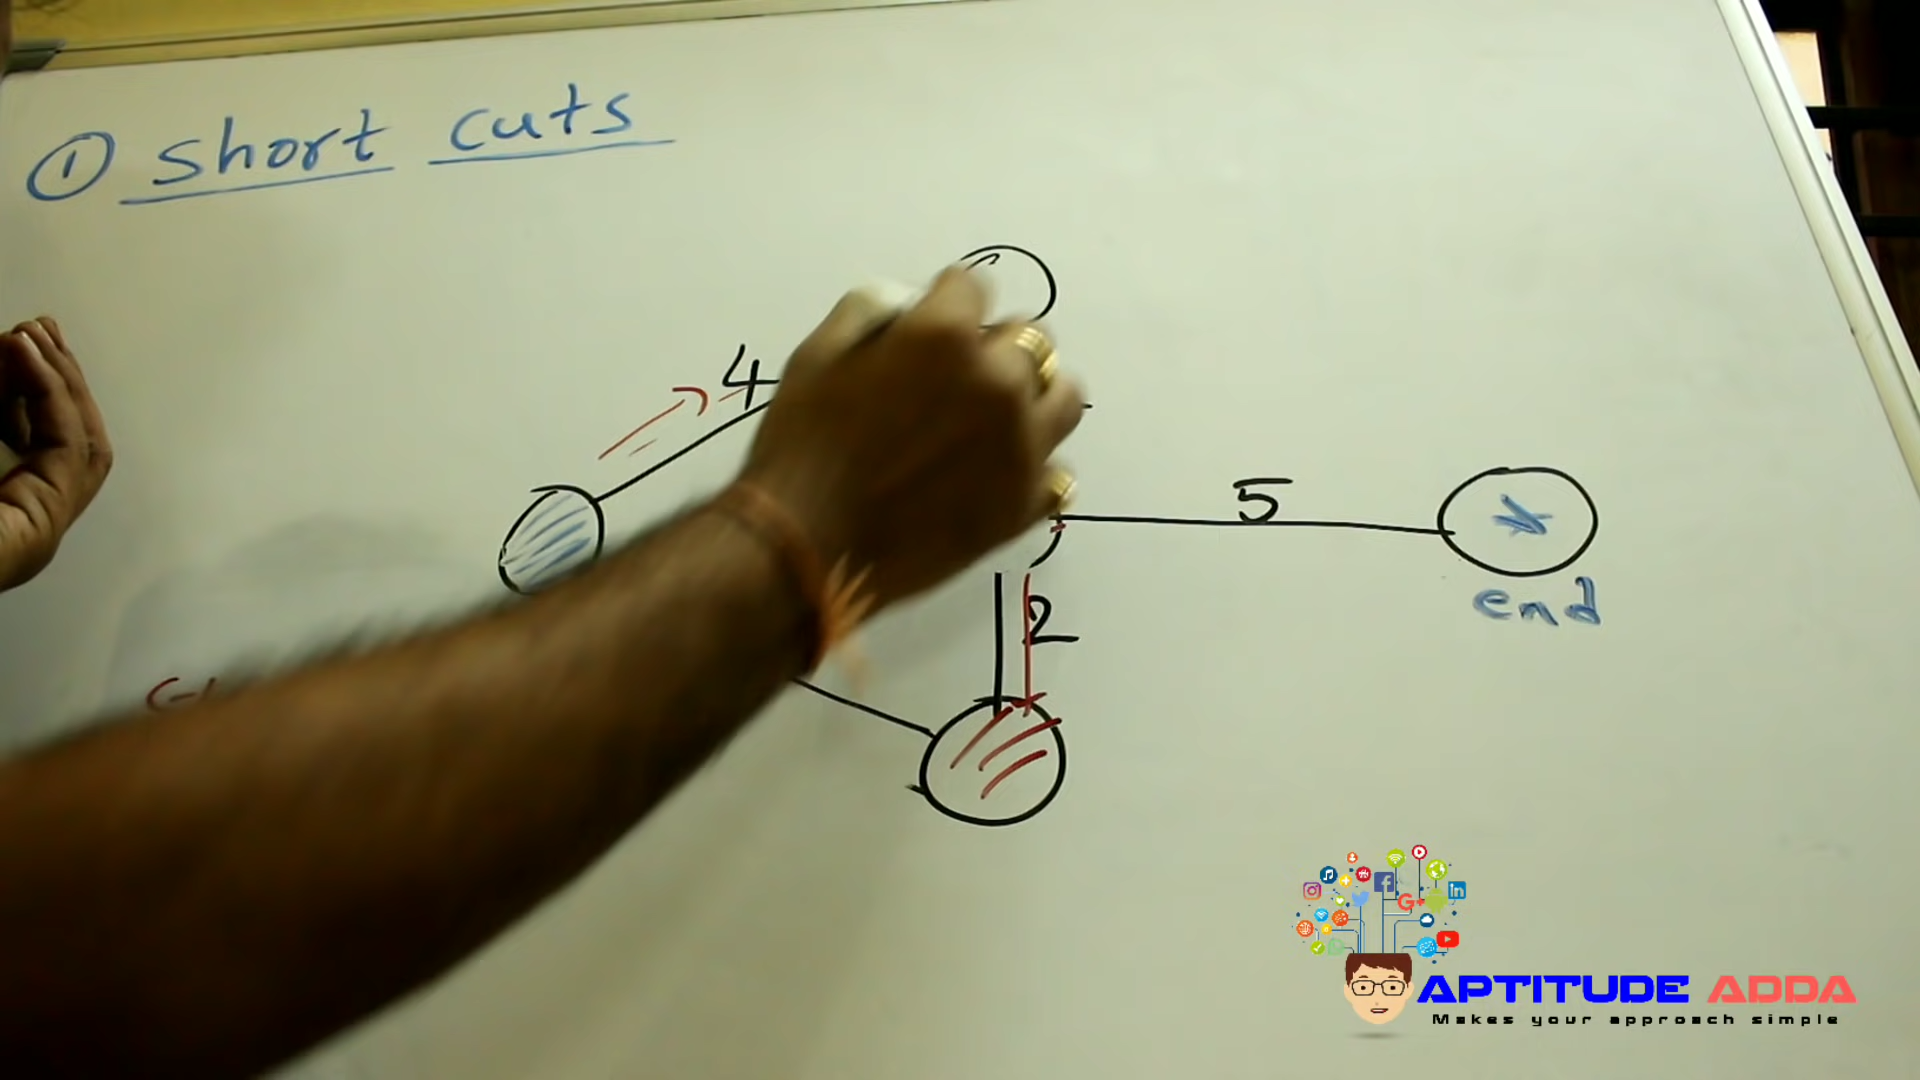 ① Short cuts
4
5
2
end
APTITUDE ADDA
Makes your approach simple